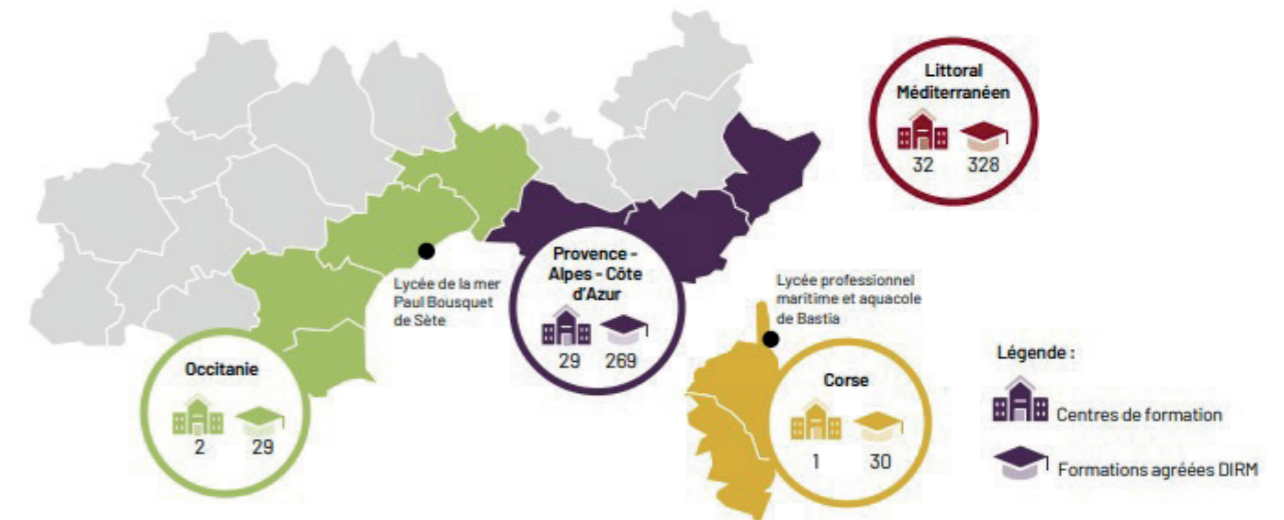 Littoral
Méditerranéen
32 328
Lycée de la mer
Paul Bousquet
de Sète
Provence -
Alpes - Côte
d'Azur
29 269
Lycée professionnel
maritime et aquacole
de Bastia
Occitanie
2 29
Corse
1 30
Légende :
Centres de formation
Formations agréées DIRM